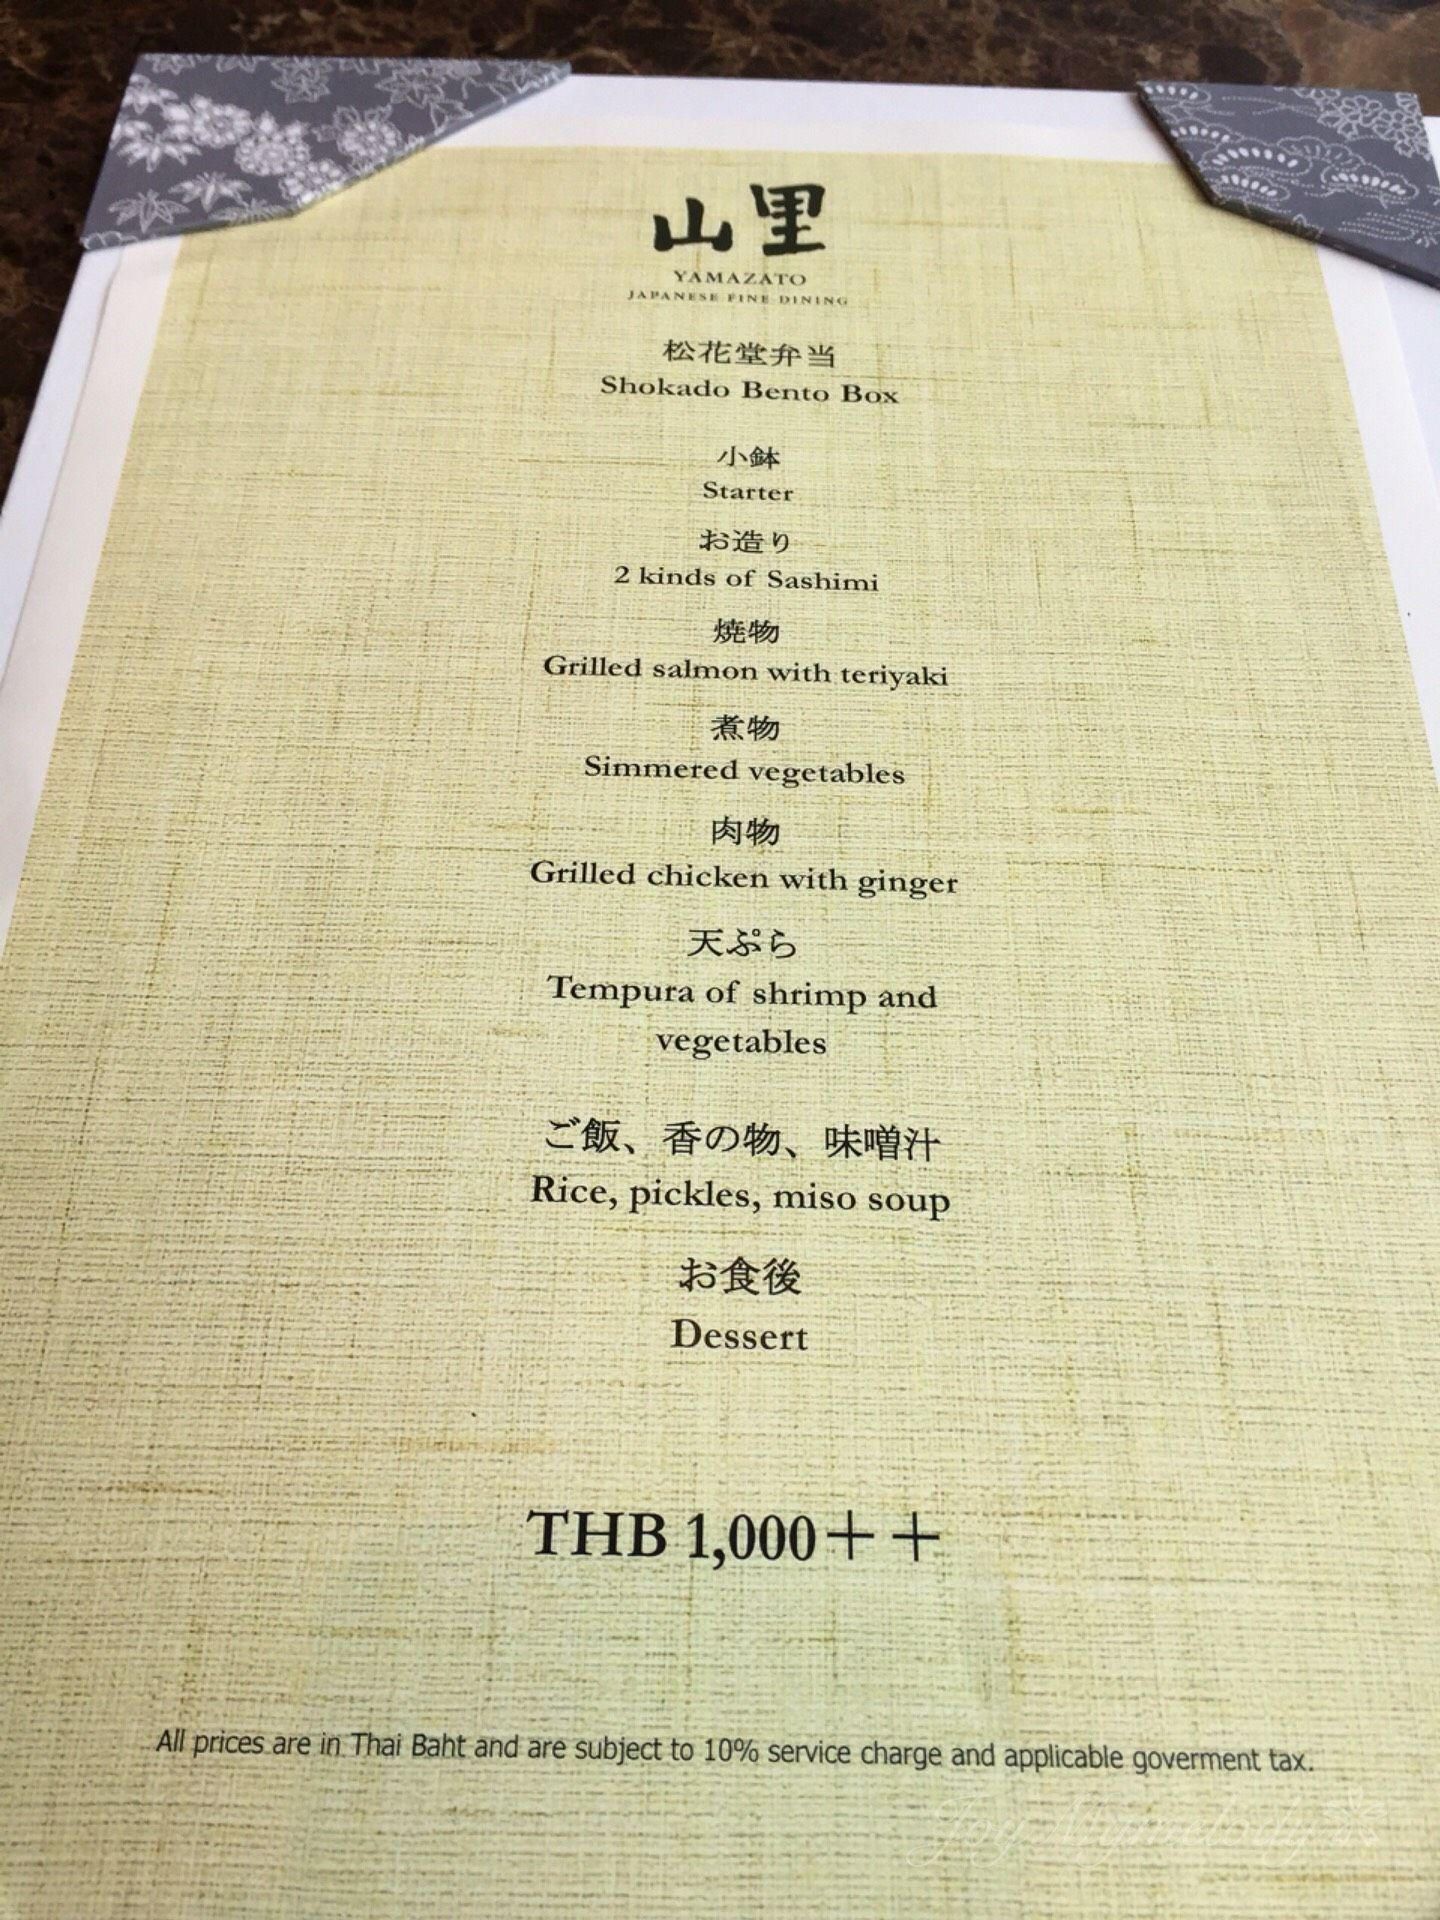 山里
YAMAZATO
JAPANESE FINE DINING
松花堂弁当
Shokado Bento Box
小鉢
Starter
お造り
2 kinds of Sashimi
焼物
Grilled salmon with teriyaki
煮物
Simmered vegetables
肉物
Grilled chicken with ginger
天ぷら
Tempura of shrimp and
vegetables
ご飯、香の物、味噌汁
Rice, pickles, miso soup
お食後
Dessert
THB 1,000++
All prices are in Thai Baht and are subject to 10% service charge and applicable goverment tax.
Joy Mymelody